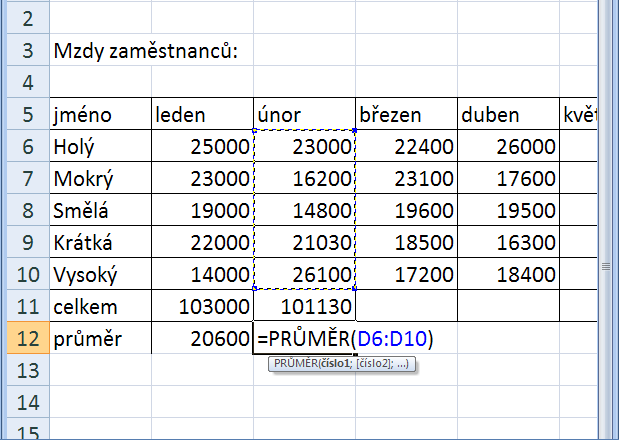 2
3 Mzdy zaměstnanců:
4
5 jméno leden únor březen duben květ
6 Holý 25000 23000 22400 26000
7 Mokrý 23000 16200 23100 17600
8 Smělá 19000 14800 19600 19500
9 Krátká 22000 21030 18500 16300
10 Vysoký 14000 26100 17200 18400
11 celkem 103000 101130
12 průměr 20600 =PRŮMĚR(D6:D10)
PRŮMĚR(číslo1; [číslo2]; ...)
13
14
15